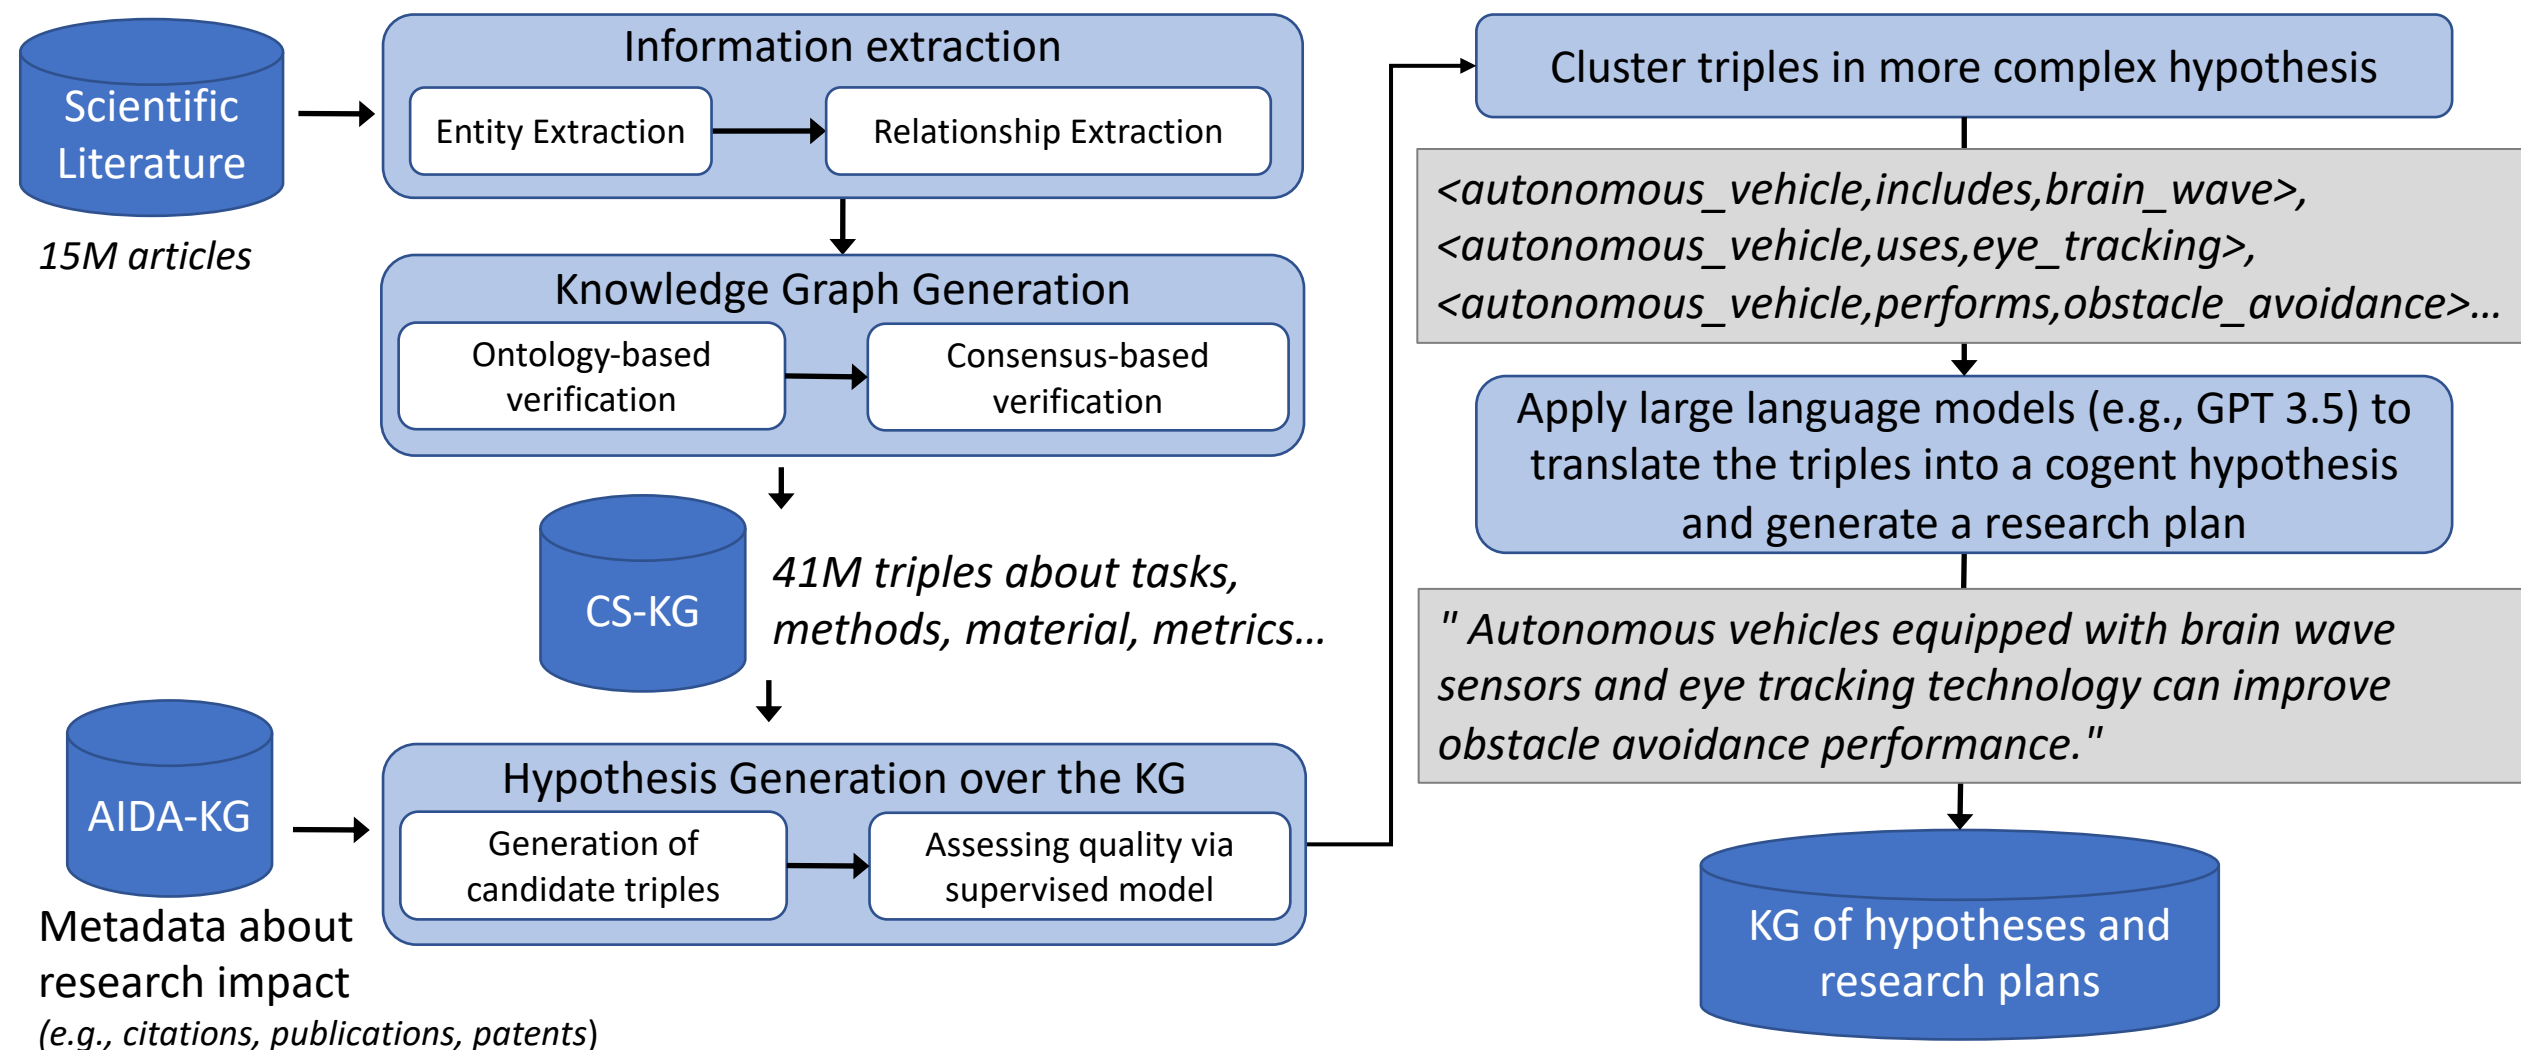 Scientific
Literature
15M articles
Information extraction
Entity Extraction
Relationship Extraction
Knowledge Graph Generation
Ontology-based
verification
Consensus-based
verification
CS-KG
41M triples about tasks,
methods, material, metrics...
AIDA-KG
Metadata about
research impact
(e.g., citations, publications, patents)
Hypothesis Generation over the KG
Generation of
candidate triples
Assessing quality via
supervised model
Cluster triples in more complex hypothesis
<autonomous_vehicle,includes,brain_wave>,
<autonomous_vehicle,uses,eye_tracking>,
<autonomous_vehicle,performs,obstacle_avoidance>...
Apply large language models (e.g., GPT 3.5) to
translate the triples into a cogent hypothesis
and generate a research plan
" Autonomous vehicles equipped with brain wave
sensors and eye tracking technology can improve
obstacle avoidance performance."
KG of hypotheses and
research plans